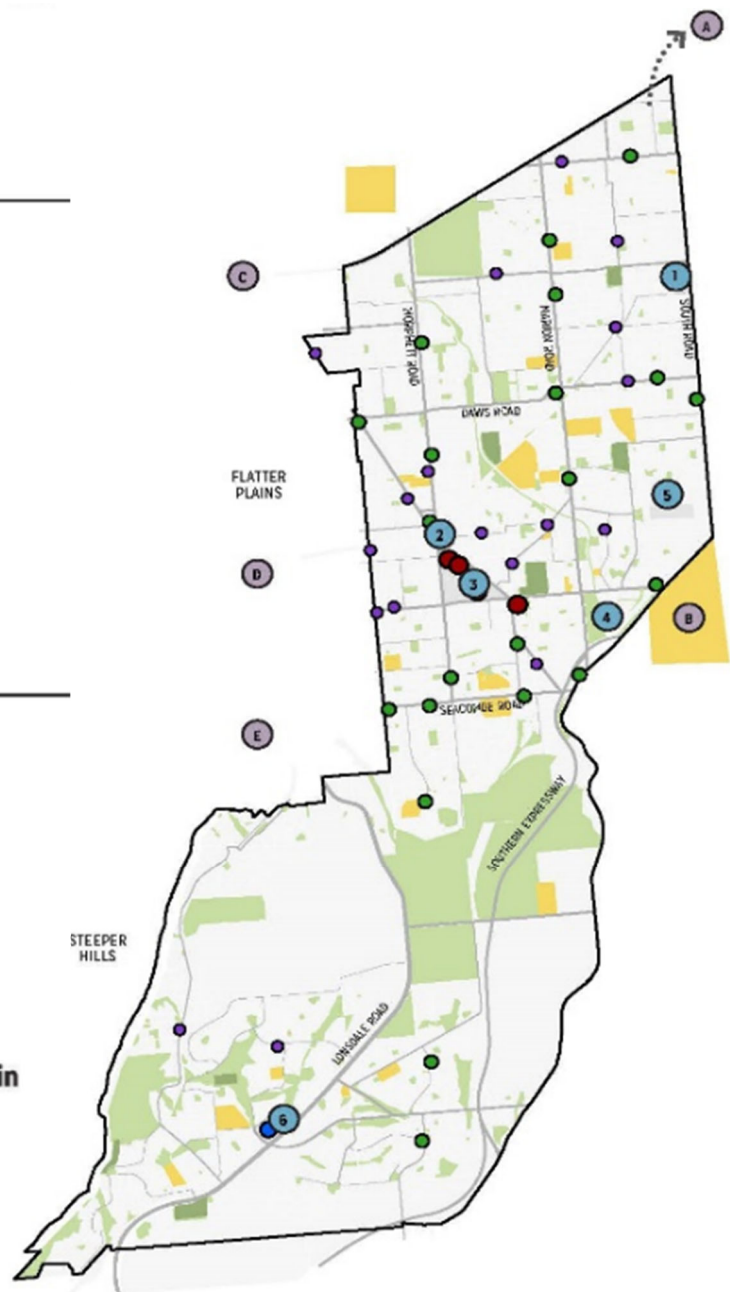 A
C
1
MORPHETT ROAD
MARION ROAD
SOUTH ROAD
DAWS ROAD
FLATTER
PLAINS
5
2
D
3
4
B
SEACOMBE ROAD
E
SOUTHERN EXPRESSWAY
STEEPER
HILLS
LONSDALE ROAD
in
6